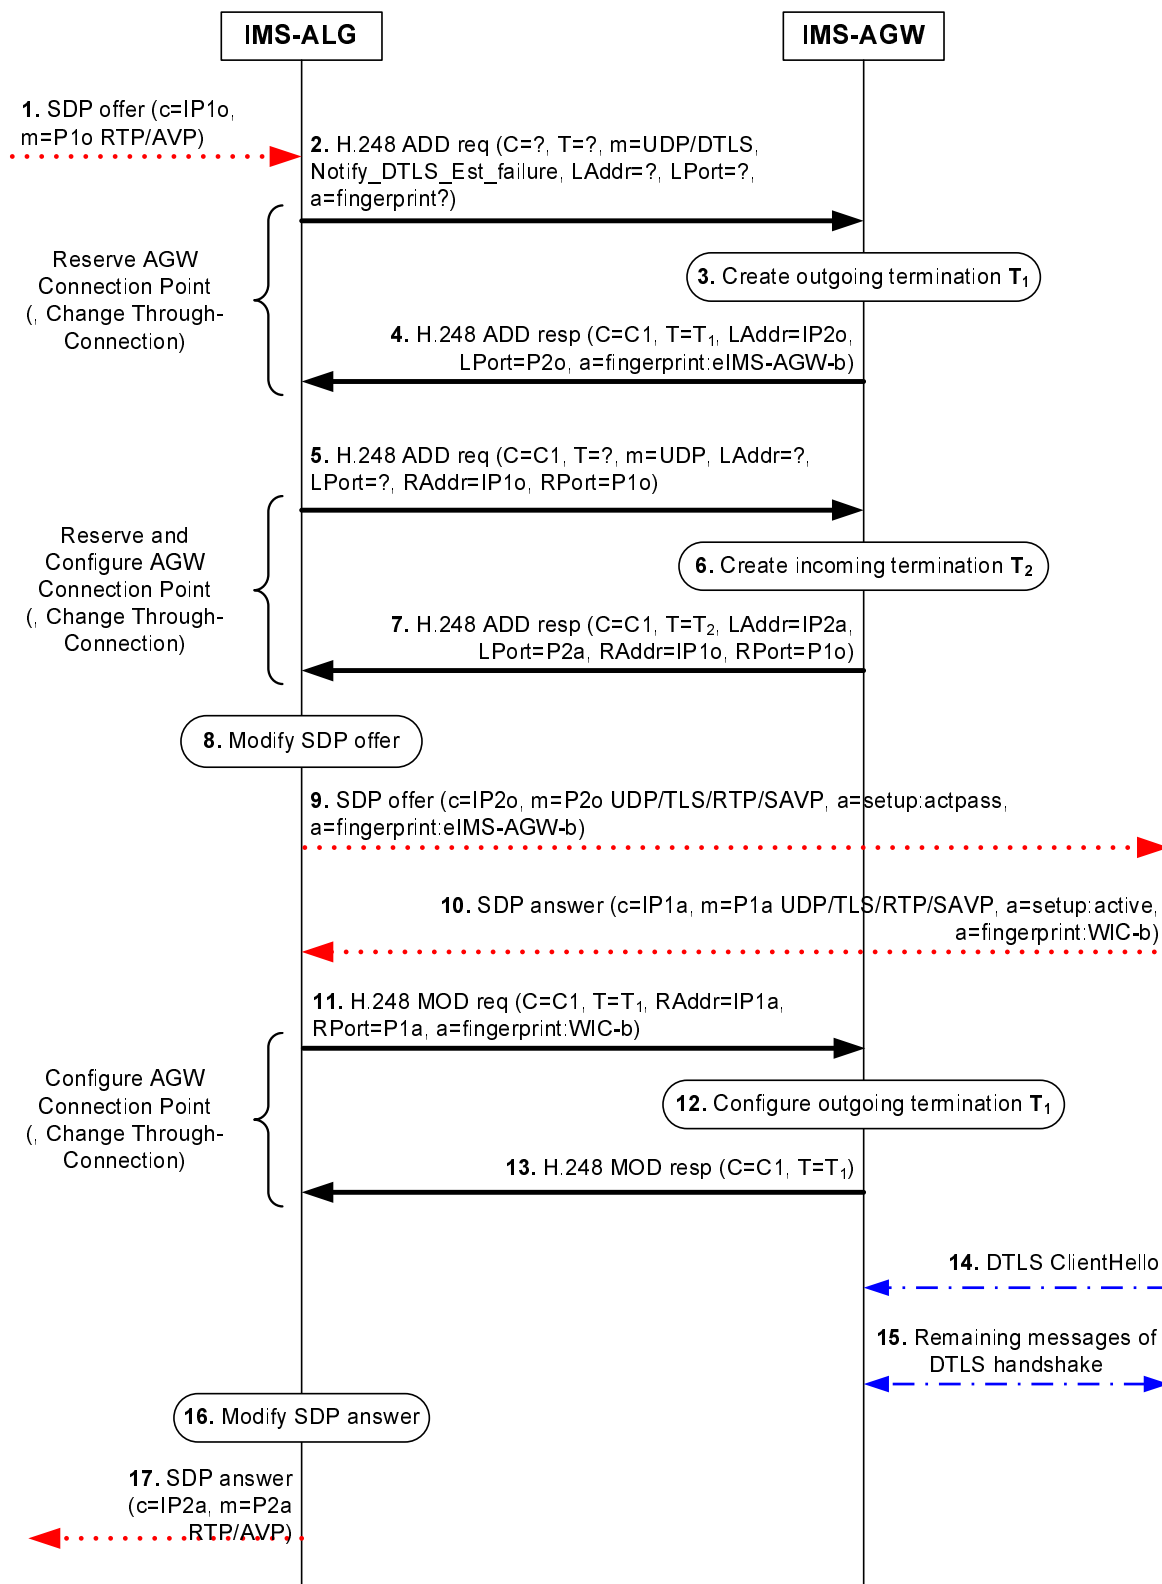 IMS-ALG
IMS-AGW
1. SDP offer (c=IP1o,
m=P1o RTP/AVP)
2. H.248 ADD req (C=?, T=?, m=UDP/DTLS,
Notify_DTLS_Est_failure, LAddr=?, LPort=?,
a=fingerprint?)
Reserve AGW
Connection Point
(, Change Through-
Connection)
3. Create outgoing termination T1
4. H.248 ADD resp (C=C1, T=T1, LAddr=IP2o,
LPort=P2o, a=fingerprint:eIMS-AGW-b)
5. H.248 ADD req (C=C1, T=?, m=UDP, LAddr=?,
LPort=?, RAddr=IP1o, RPort=P1o)
Reserve and
Configure AGW
Connection Point
(, Change Through-
Connection)
6. Create incoming termination T2
7. H.248 ADD resp (C=C1, T=T2, LAddr=IP2a,
LPort=P2a, RAddr=IP1o, RPort=P1o)
8. Modify SDP offer
9. SDP offer (c=IP2o, m=P2o UDP/TLS/RTP/SAVP, a=setup:actpass,
a=fingerprint:eIMS-AGW-b)
10. SDP answer (c=IP1a, m=P1a UDP/TLS/RTP/SAVP, a=setup:active,
a=fingerprint:WIC-b)
11. H.248 MOD req (C=C1, T=T1, RAddr=IP1a,
RPort=P1a, a=fingerprint:WIC-b)
Configure AGW
Connection Point
(, Change Through-
Connection)
12. Configure outgoing termination T1
13. H.248 MOD resp (C=C1, T=T1)
14. DTLS ClientHello
15. Remaining messages of
DTLS handshake
16. Modify SDP answer
17. SDP answer
(c=IP2a, m=P2a
RTP/AVP)